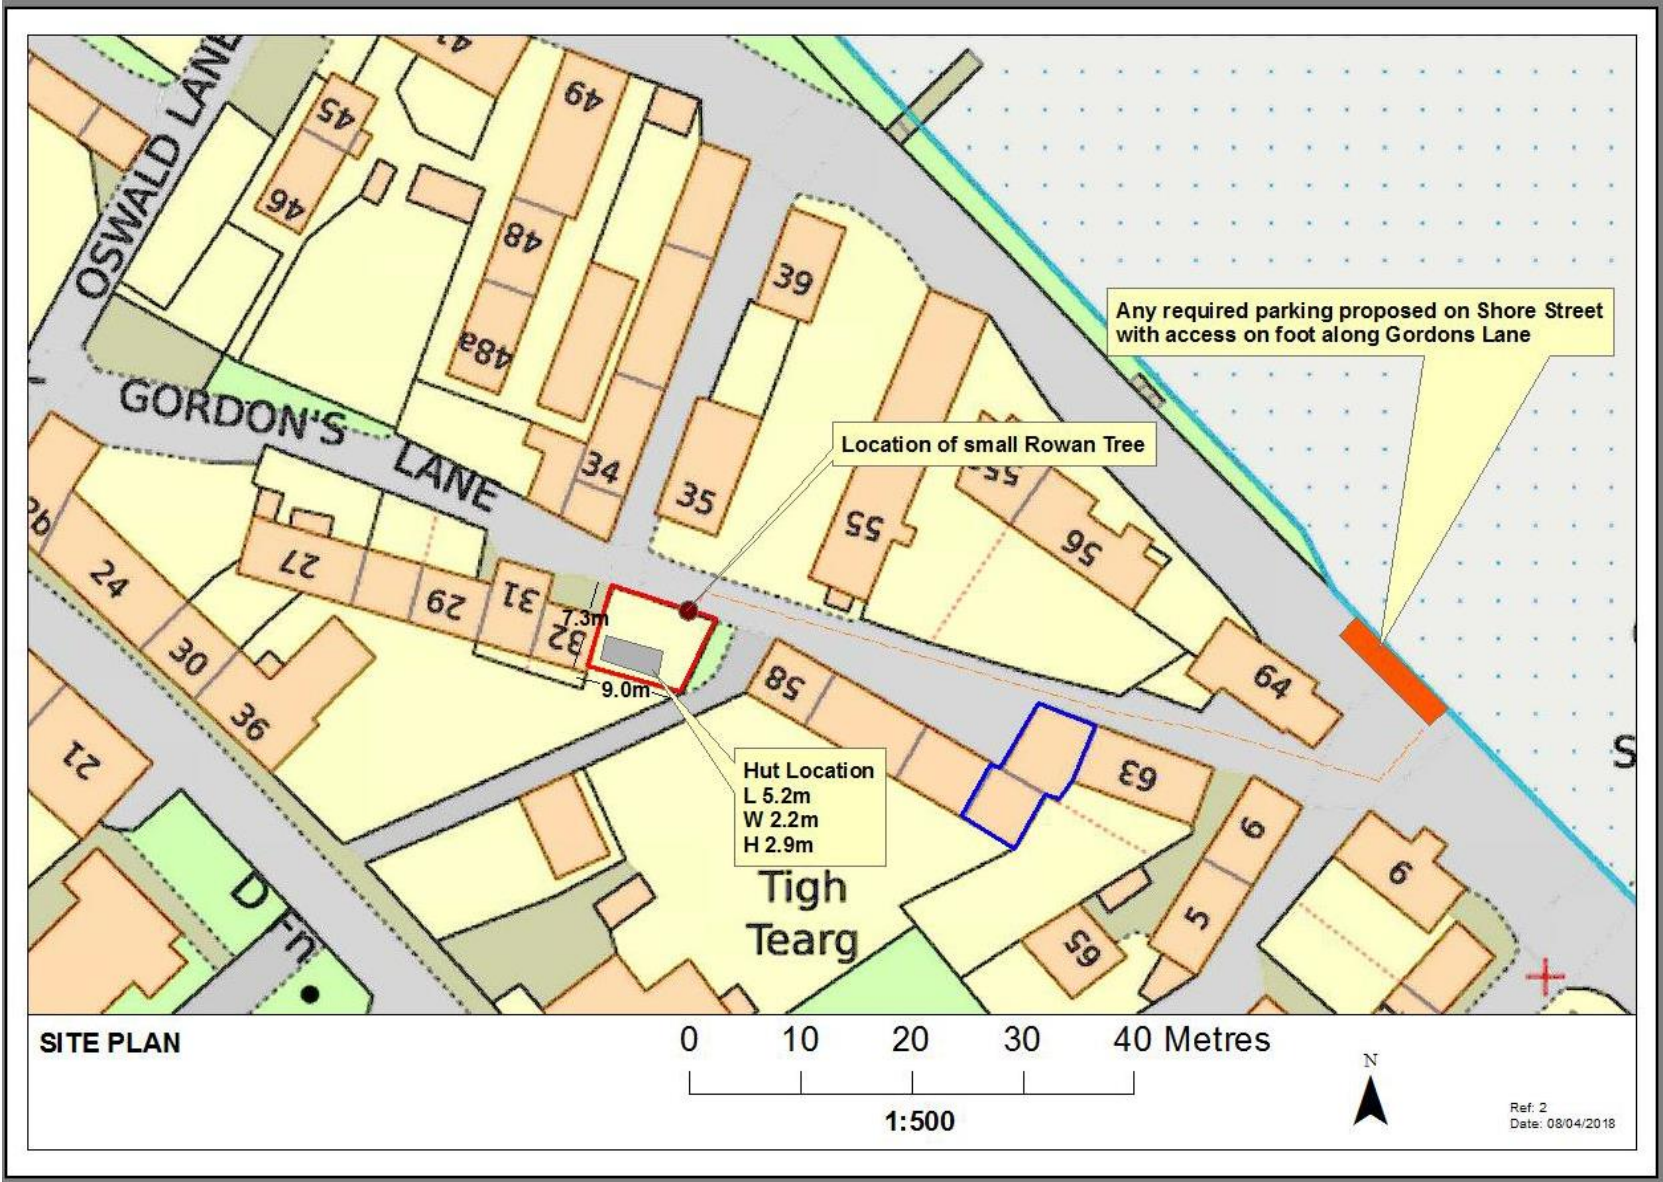 OSWALD LANE
45
46
49
48
48a
39
Any required parking proposed on Shore Street
with access on foot along Gordons Lane
GORDON'S
LANE
Location of small Rowan Tree
34
35
55
56
24
27
29
31
32
7.3m
9.0m
30
36
21
58
64
63
Hut Location
L 5.2m
W 2.2m
H 2.9m
Tigh
Tearg
D Fn
6
5
65
9
S
SITE PLAN
0 10 20 30 40 Metres
1:500
N
Ref: 2
Date: 08/04/2018